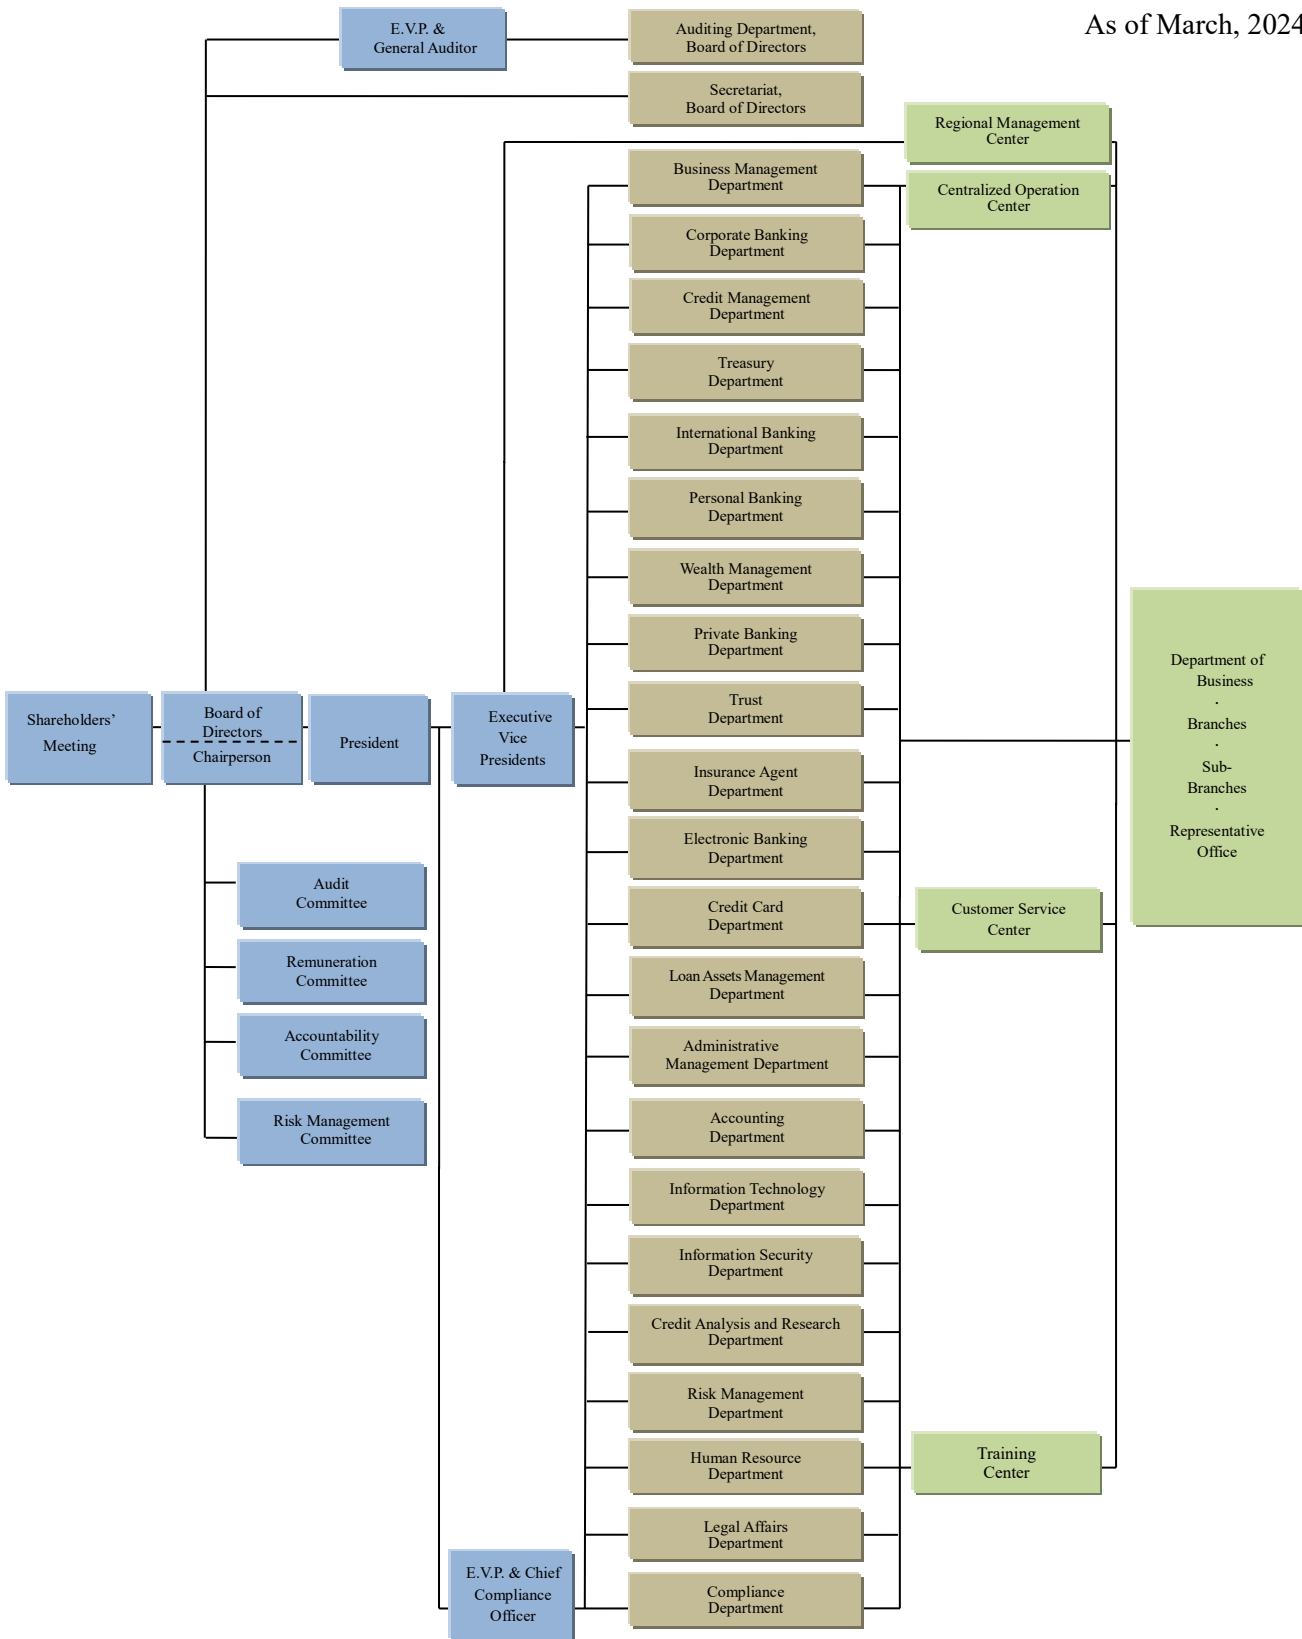 As of March, 2024
E.V.P. &
General Auditor
Auditing Department,
Board of Directors
Secretariat,
Board of Directors
Regional Management
Center
Business Management
Department
Centralized Operation
Center
Corporate Banking
Department
Credit Management
Department
Treasury
Department
International Banking
Department
Personal Banking
Department
Wealth Management
Department
Private Banking
Department
Trust
Department
Insurance Agent
Department
Electronic Banking
Department
Credit Card
Department
Customer Service
Center
Loan Assets Management
Department
Administrative
Management Department
Accounting
Department
Information Technology
Department
Information Security
Department
Credit Analysis and Research
Department
Risk Management
Department
Human Resource
Department
Training
Center
Legal Affairs
Department
Compliance
Department
Shareholders’
Meeting
Board of
Directors
Chairperson
President
Executive
Vice
Presidents
Audit
Committee
Remuneration
Committee
Accountability
Committee
Risk Management
Committee
E.V.P. & Chief
Compliance
Officer
Department of
Business
·
Branches
·
Sub-
Branches
·
Representative
Office